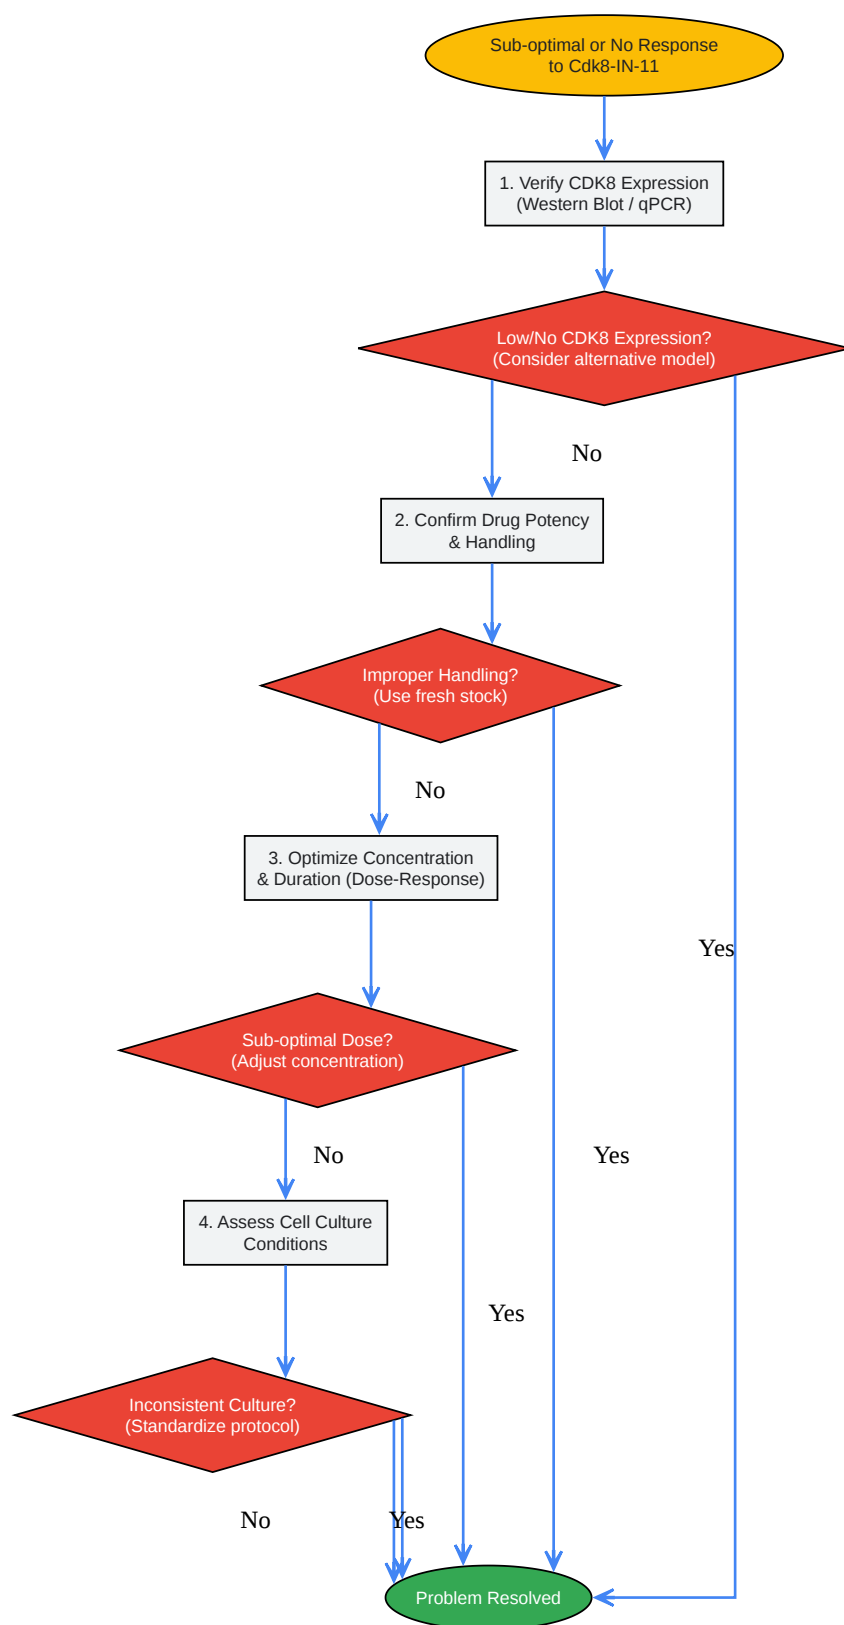 Sub-optimal or No Response
to Cdk8-IN-11
1. Verify CDK8 Expression
(Western Blot / qPCR)
Low/No CDK8 Expression?
(Consider alternative model)
No
2. Confirm Drug Potency
& Handling
Improper Handling?
(Use fresh stock)
No
3. Optimize Concentration
& Duration (Dose-Response)
Yes
Sub-optimal Dose?
(Adjust concentration)
No
Yes
4. Assess Cell Culture
Conditions
Yes
Inconsistent Culture?
(Standardize protocol)
No
Yes
Problem Resolved